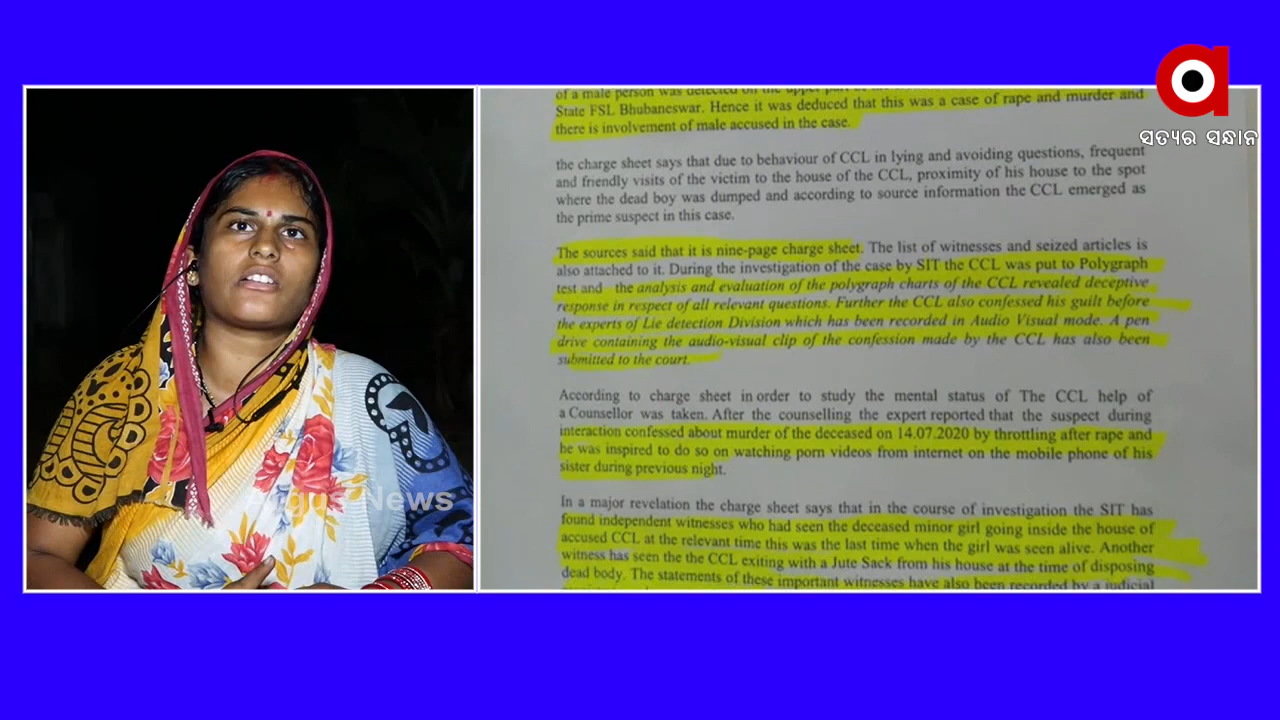 ସତ୍ୟର ସନ୍ଧାନ
of a male person was detected on the upper part
State FSL Bhubaneswar. Hence it was deduced that this was a case of rape and murder and
there is involvement of male accused in the case.
the charge sheet says that due to behaviour of CCL in lying and avoiding questions, frequent
and friendly visits of the victim to the house of the CCL, proximity of his house to the spot
where the dead boy was dumped and according to source information the CCL emerged as
the prime suspect in this case.
The sources said that it is nine-page charge sheet. The list of witnesses and seized articles is
also attached to it. During the investigation of the case by SIT the CCL was put to Polygraph
test and the analysis and evaluation of the polygraph charts of the CCL revealed deceptive
response in respect of all relevant questions. Further the CCL also confessed his guilt before
the experts of Lie detection Division which has been recorded in Audio Visual mode. A pen
drive containing the audio-visual clip of the confession made by the CCL has also been
submitted to the court.
According to charge sheet in order to study the mental status of The CCL help of
a Counsellor was taken. After the counselling the expert reported that the suspect during
interaction confessed about murder of the deceased on 14.07.2020 by throttling after rape and
he was inspired to do so on watching porn videos from internet on the mobile phone of his
sister during previous night.
In a major revelation the charge sheet says that in the course of investigation the SIT has
found independent witnesses who had seen the deceased minor girl going inside the house of
accused CCL at the relevant time this was the last time when the girl was seen alive. Another
witness has seen the the CCL exiting with a Jute Sack from his house at the time of disposing
dead body. The statements of these important witnesses have also been recorded by a judicial
Argus News